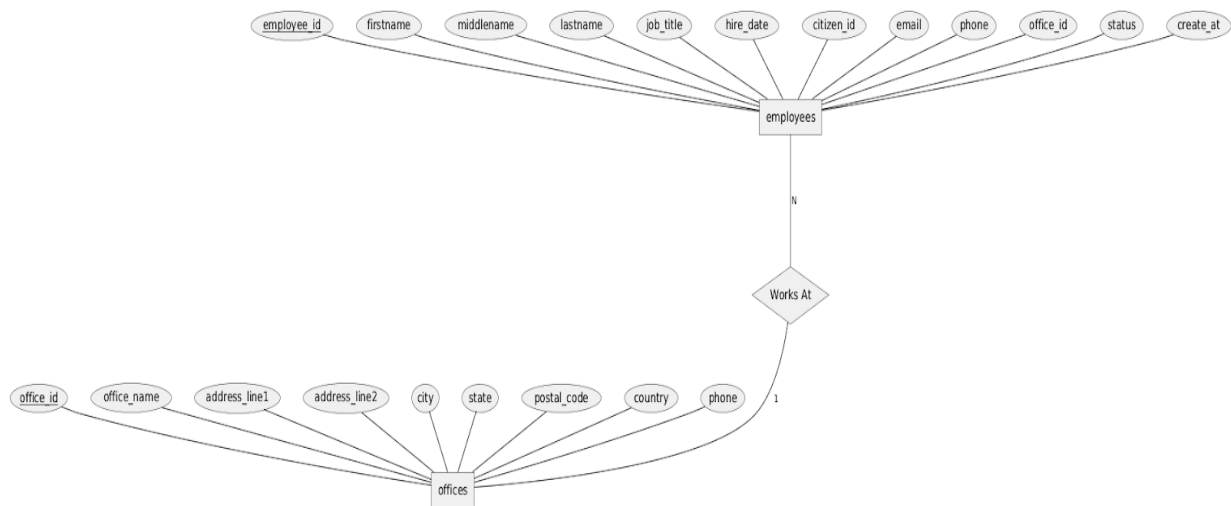 employee_id
firstname
middlename
lastname
job_title
hire_date
citizen_id
email
phone
office_id
status
create_at
employees
N
Works At
office_id
office_name
address_line1
address_line2
city
state
postal_code
country
phone
1
offices